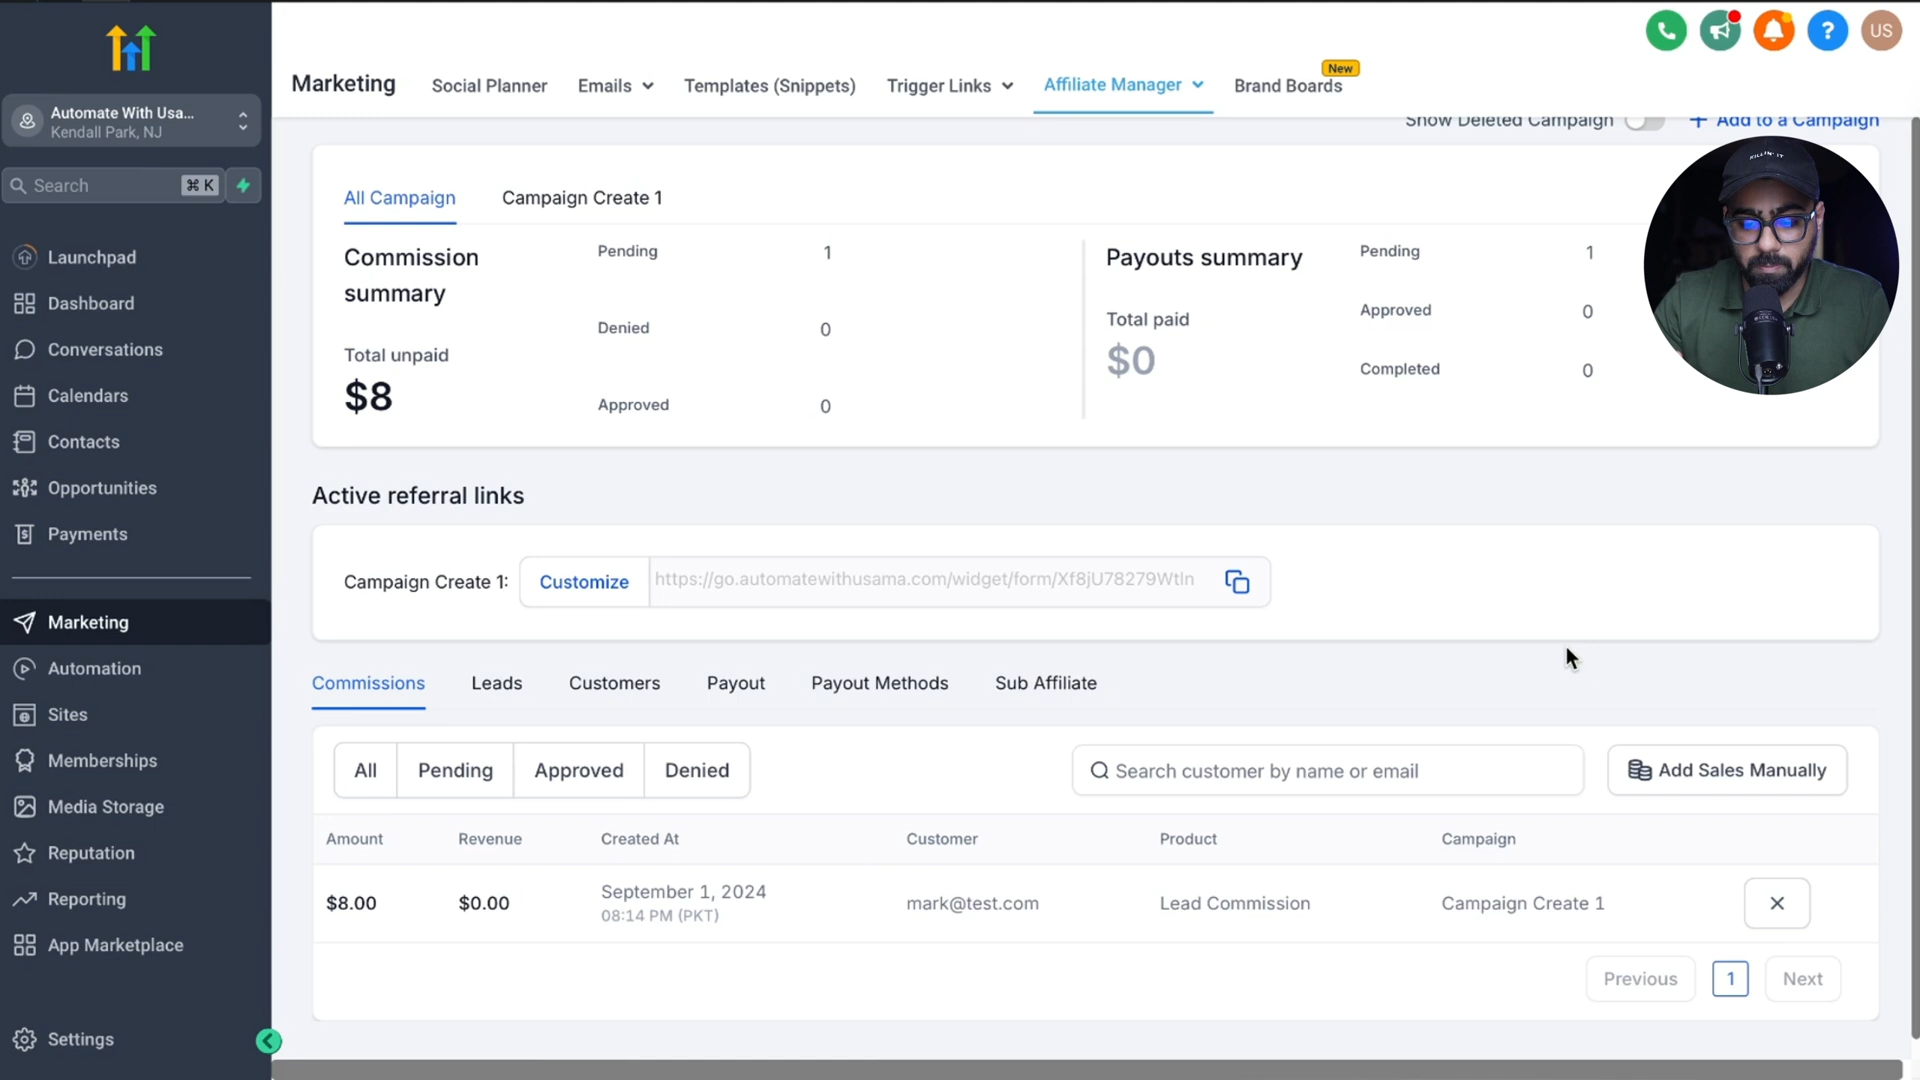 Automate With Usa...
Kendall Park, NJ
Search
⌘ K
Launchpad
Dashboard
Conversations
Calendars
Contacts
Opportunities
Payments
Marketing
Automation
Sites
Memberships
Media Storage
Reputation
Reporting
App Marketplace
Settings
Marketing
Social Planner
Emails
Templates (Snippets)
Trigger Links
Affiliate Manager
Brand Boards
New
?
US
Show Deleted Campaign
+ Add to a Campaign
KILLIN' IT
All Campaign
Campaign Create 1
Commission
summary
Total unpaid
$8
Pending
1
Denied
0
Approved
0
Payouts summary
Total paid
$0
Pending
1
Approved
0
Completed
0
Active referral links
Campaign Create 1:
Customize
https://go.automatewithusama.com/widget/form/Xf8jU78279WtIn
Commissions
Leads
Customers
Payout
Payout Methods
Sub Affiliate
All
Pending
Approved
Denied
Search customer by name or email
Add Sales Manually
Amount
Revenue
Created At
Customer
Product
Campaign
$8.00
$0.00
September 1, 2024
08:14 PM (PKT)
mark@test.com
Lead Commission
Campaign Create 1
Previous
1
Next